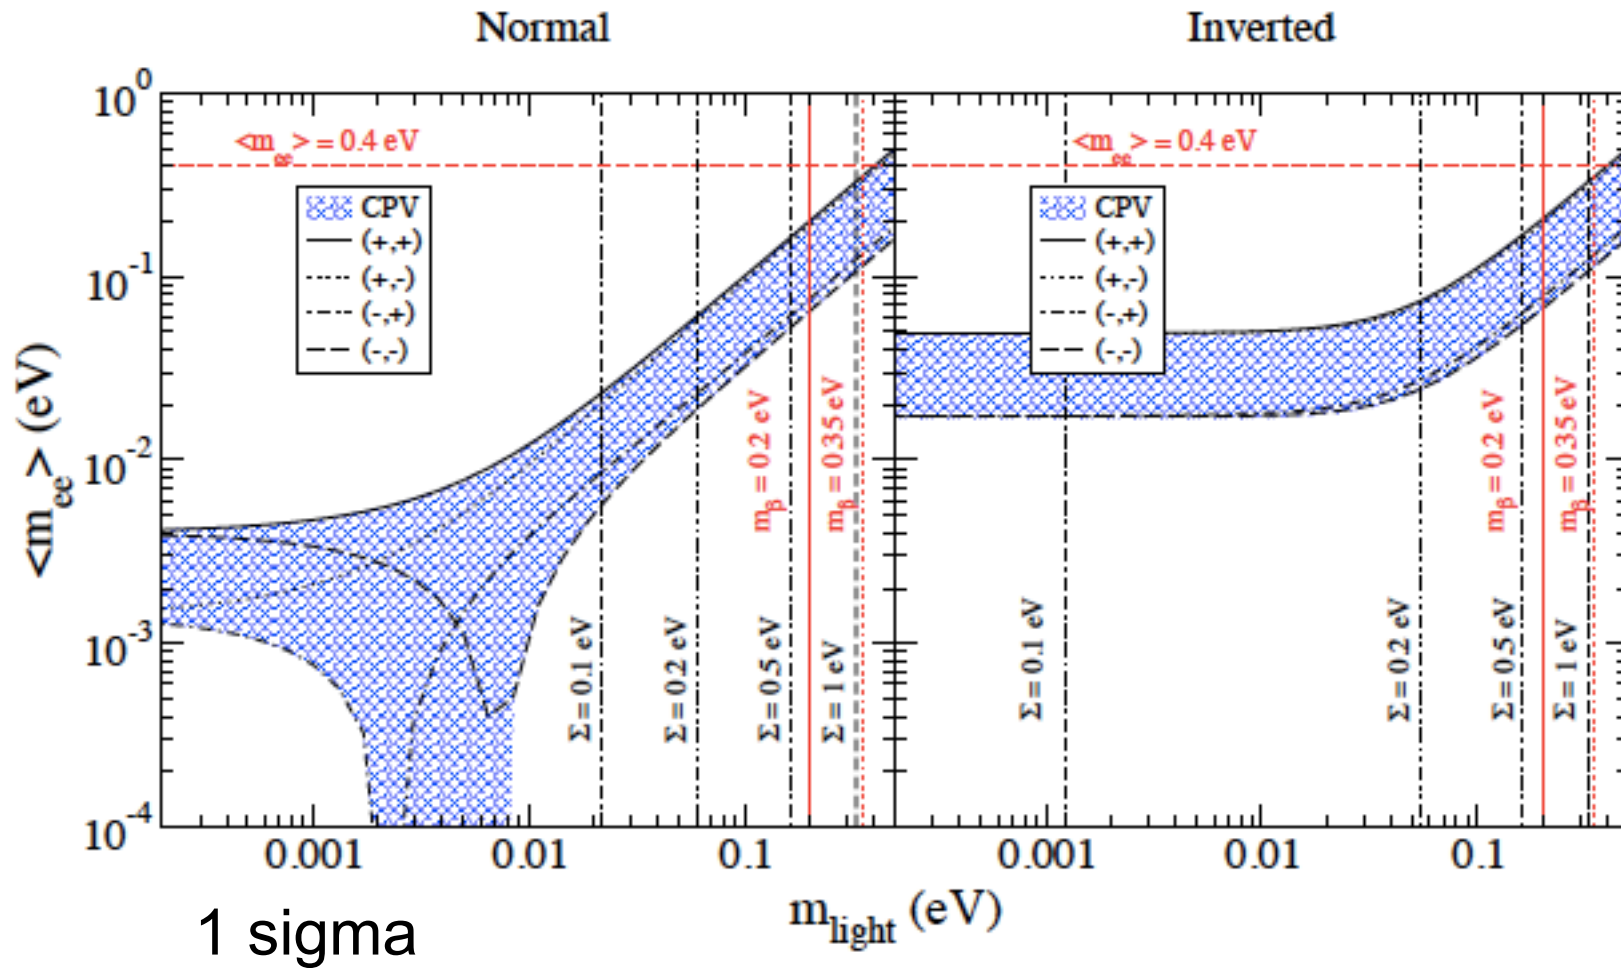 Normal
Inverted
10^0
10^-1
10^-2
10^-3
10^-4
<m_ee> (eV)
<m_ee> = 0.4 eV
CPV
(+,+)
(+,-)
(-,+)
(-,-)
Σ = 0.1 eV
Σ = 0.2 eV
Σ = 0.5 eV
m_β = 0.2 eV
Σ = 1 eV
m_β = 0.35 eV
<m_ee> = 0.4 eV
CPV
(+,+)
(+,-)
(-,+)
(-,-)
Σ = 0.1 eV
Σ = 0.2 eV
Σ = 0.5 eV
m_β = 0.2 eV
Σ = 1 eV
m_β = 0.35 eV
0.001 0.01 0.1 0.001 0.01 0.1
m_light (eV)
1 sigma